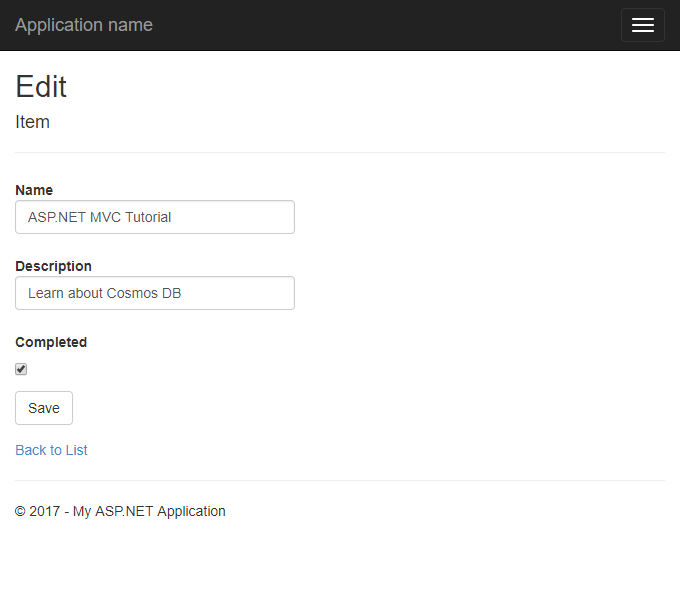 Application name
Edit
Item
Name
ASP.NET MVC Tutorial
Description
Learn about Cosmos DB
Completed
Save
Back to List
© 2017 - My ASP.NET Application